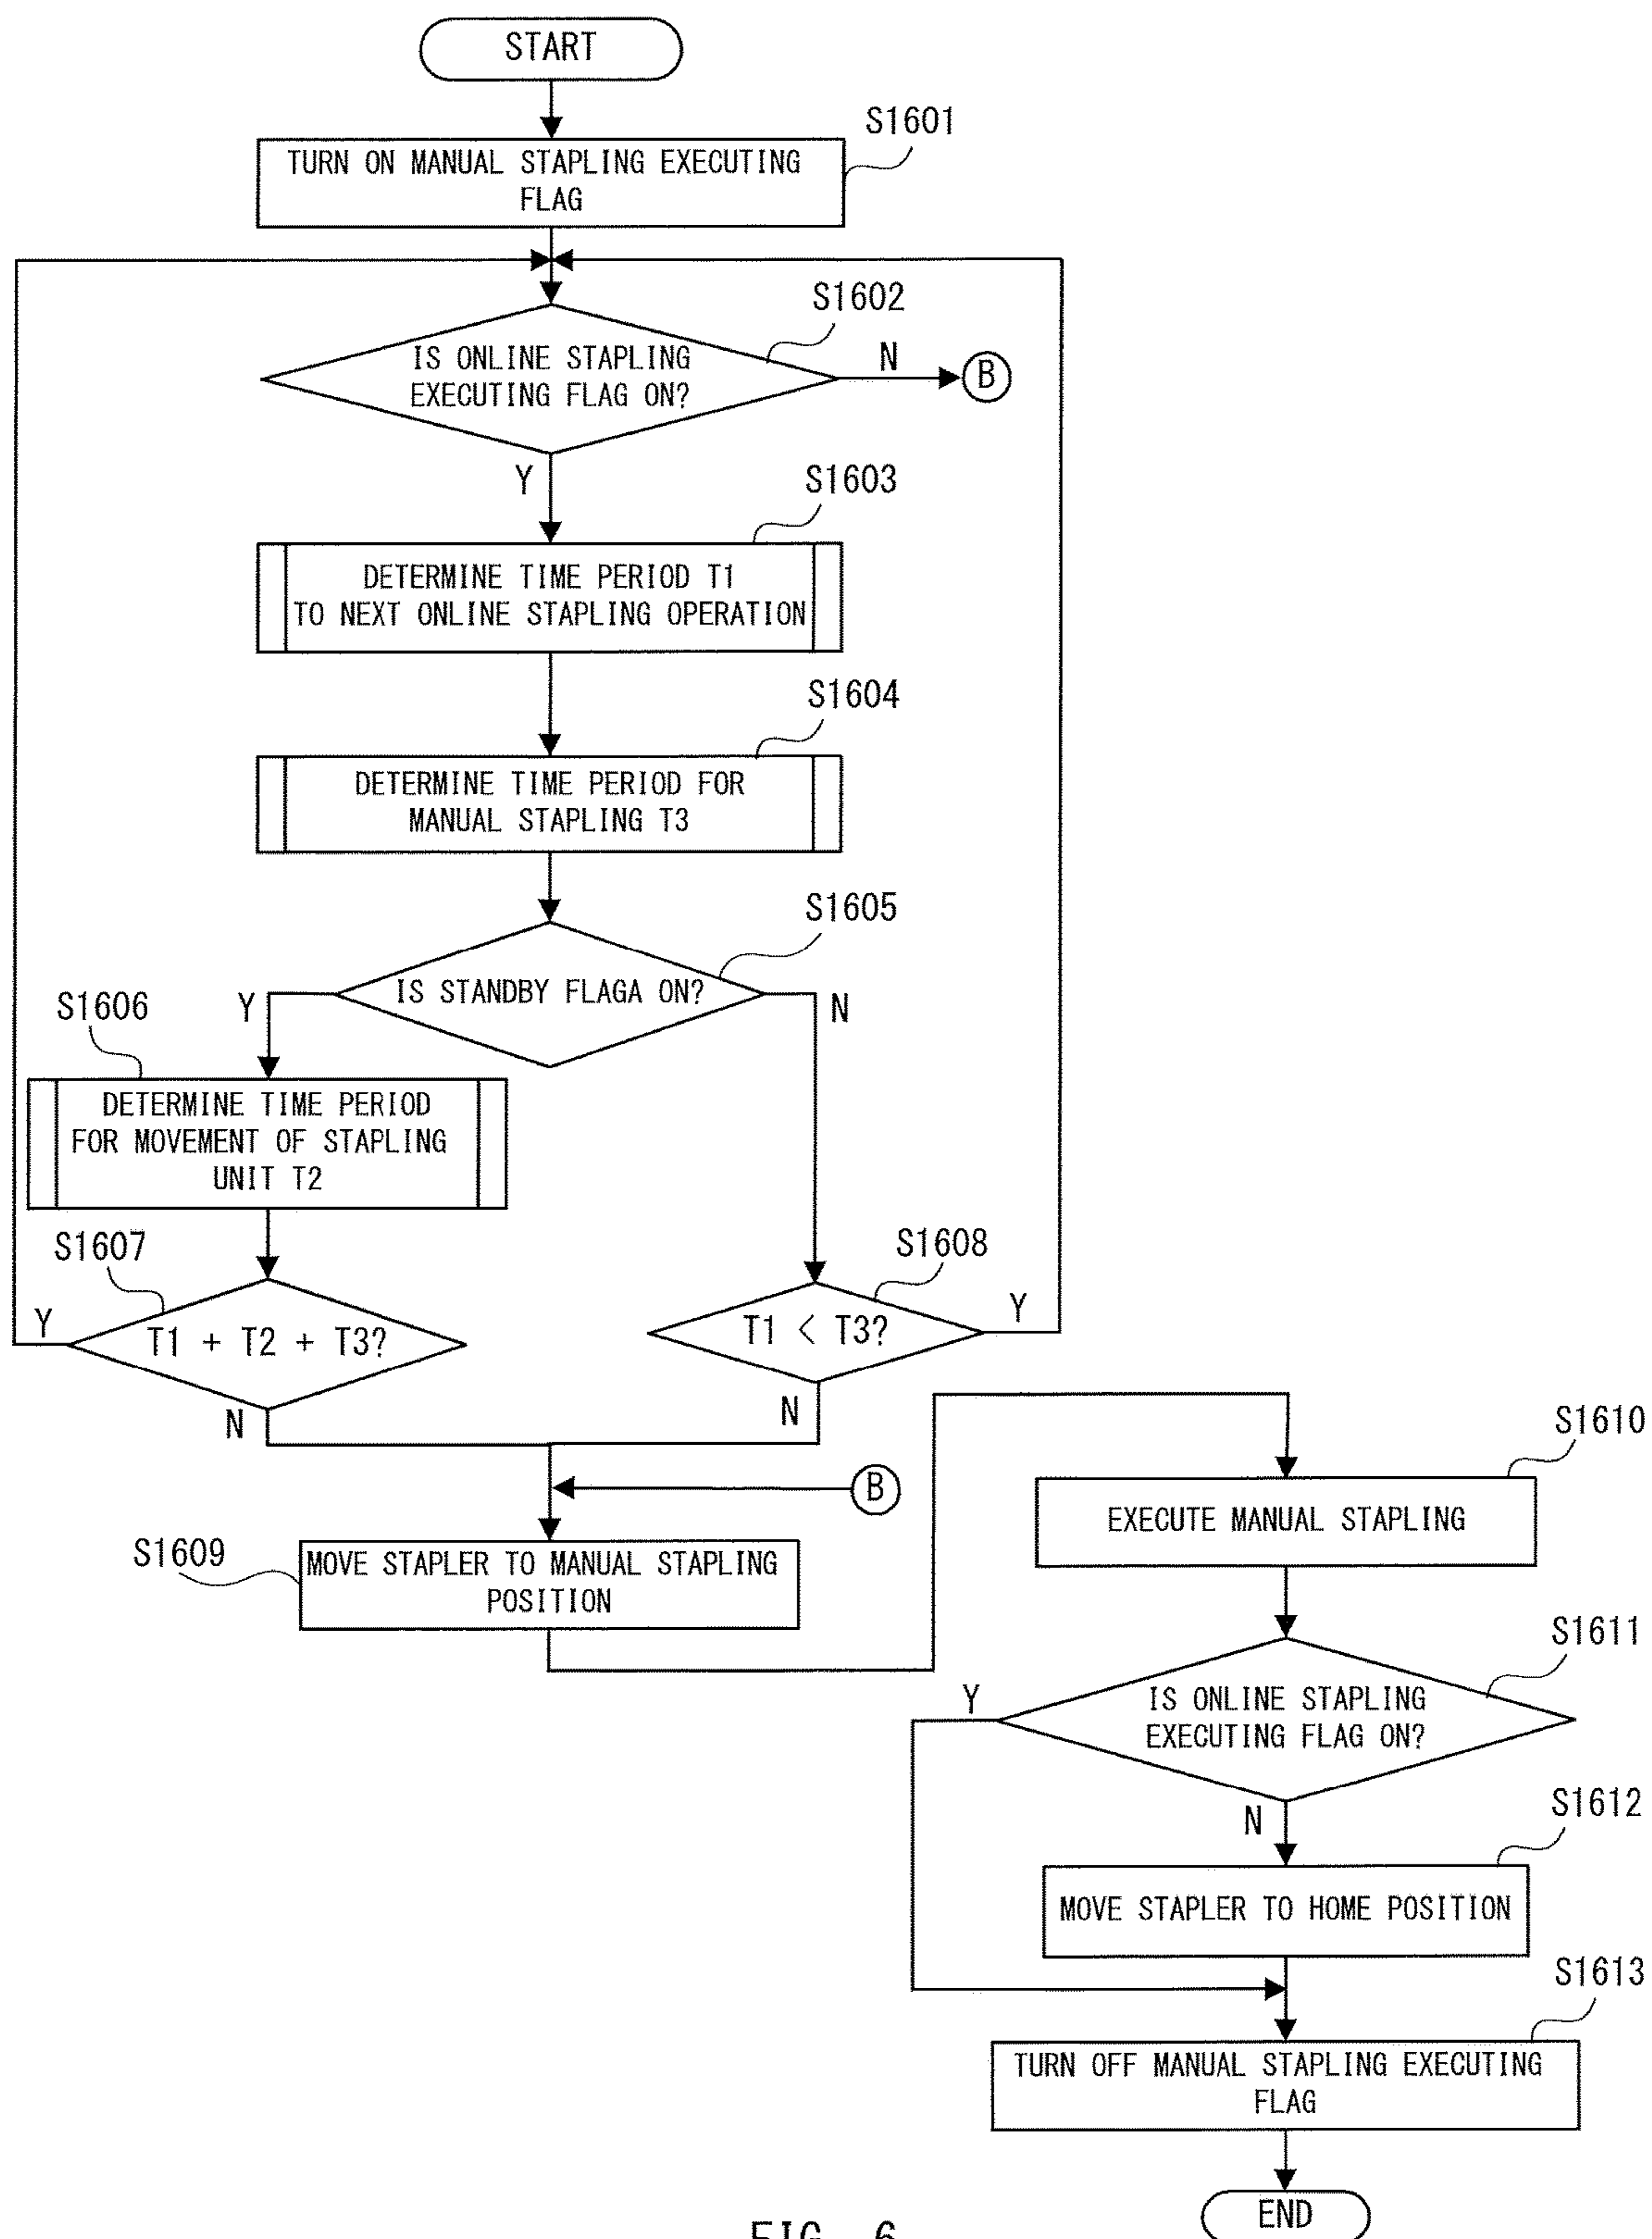 START
S1601
TURN ON MANUAL STAPLING EXECUTING
FLAG
S1602
IS ONLINE STAPLING
EXECUTING FLAG ON?
N
B
Y
S1603
DETERMINE TIME PERIOD T1
TO NEXT ONLINE STAPLING OPERATION
S1604
DETERMINE TIME PERIOD FOR
MANUAL STAPLING T3
S1605
IS STANDBY FLAGA ON?
Y
N
S1606
DETERMINE TIME PERIOD
FOR MOVEMENT OF STAPLING
UNIT T2
S1607
T1 + T2 + T3?
Y
N
S1608
T1 < T3?
Y
N
B
S1609
MOVE STAPLER TO MANUAL STAPLING
POSITION
S1610
EXECUTE MANUAL STAPLING
S1611
IS ONLINE STAPLING
EXECUTING FLAG ON?
Y
N
S1612
MOVE STAPLER TO HOME POSITION
S1613
TURN OFF MANUAL STAPLING EXECUTING
FLAG
END
FIG. 6